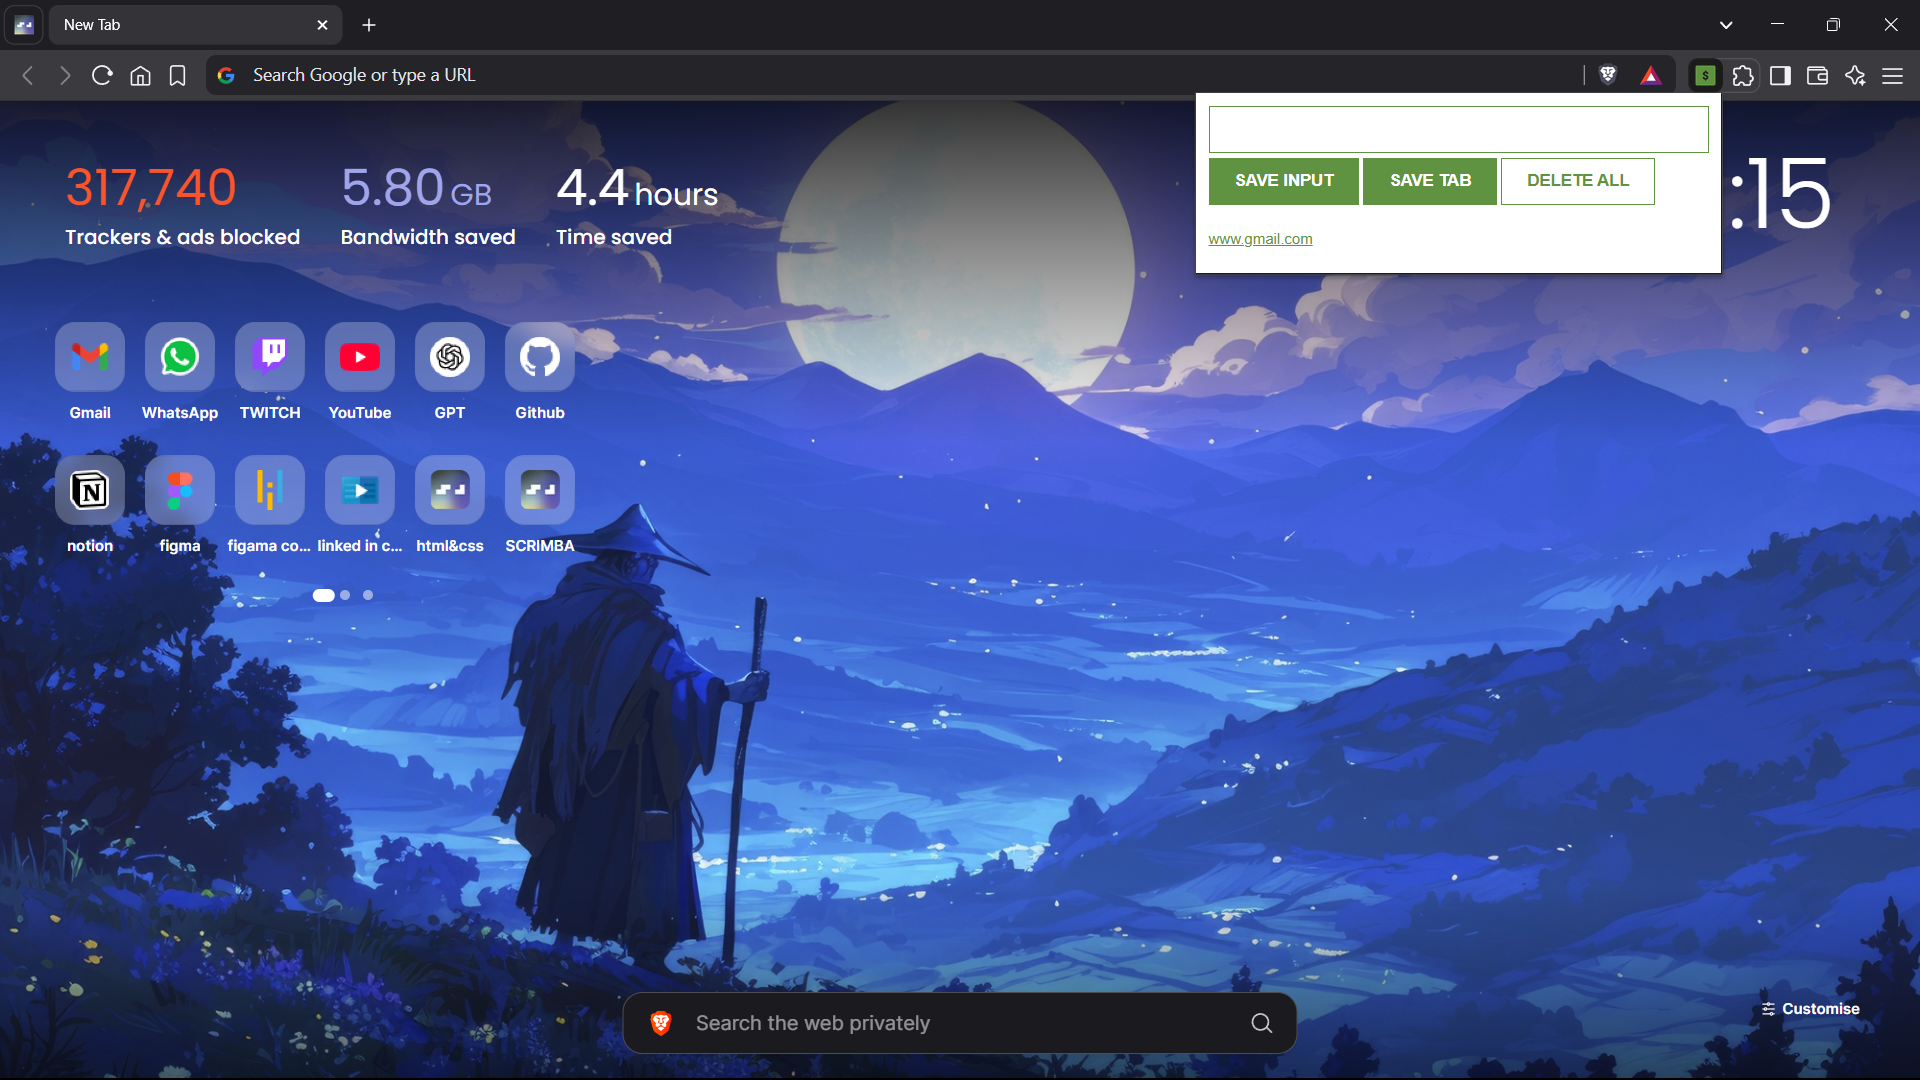 New Tab
Search Google or type a URL
$
SAVE INPUT SAVE TAB DELETE ALL
www.gmail.com
:15
317,740 5.80 GB 4.4 hours
Trackers & ads blocked Bandwidth saved Time saved
Gmail WhatsApp TWITCH YouTube GPT Github
N
notion figma figama co... linked in c... html&css SCRIMBA
Search the web privately
Customise